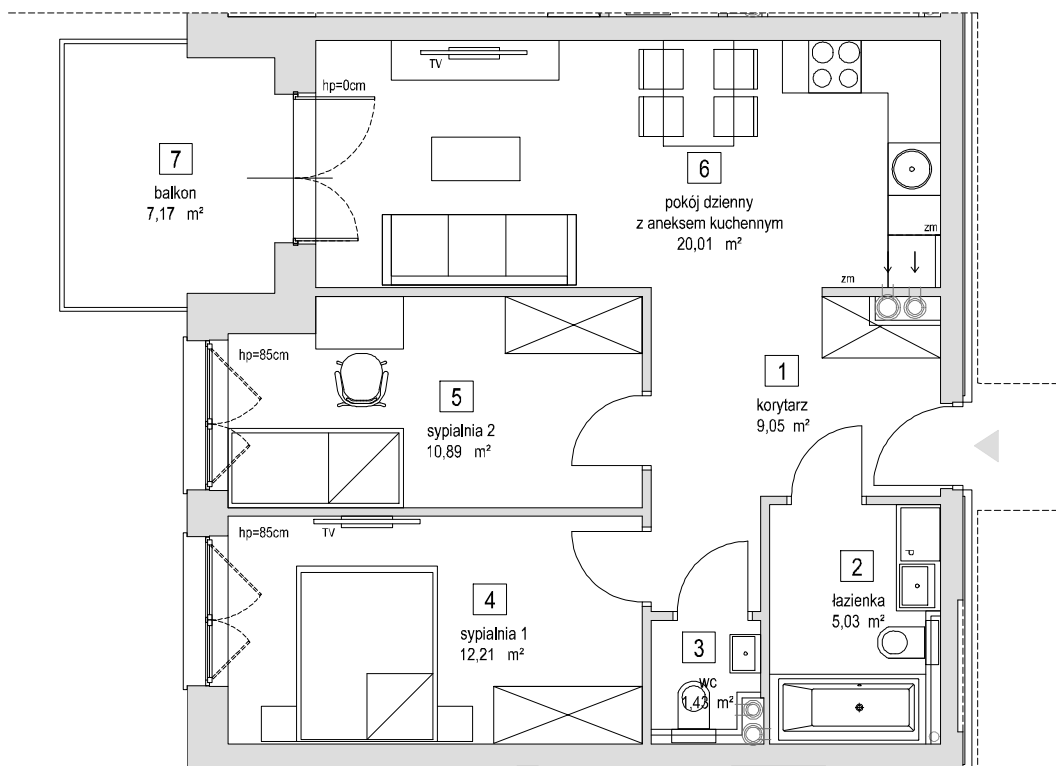 TV
hp=0cm
7
balkon
7,17 m²
6
pokój dzienny
z aneksem kuchennym
20,01 m²
zm
zm
hp=85cm
5
sypialnia 2
10,89 m²
1
korytarz
9,05 m²
hp=85cm
TV
4
sypialnia 1
12,21 m²
3
wc
1,43 m²
2
łazienka
5,03 m²
p